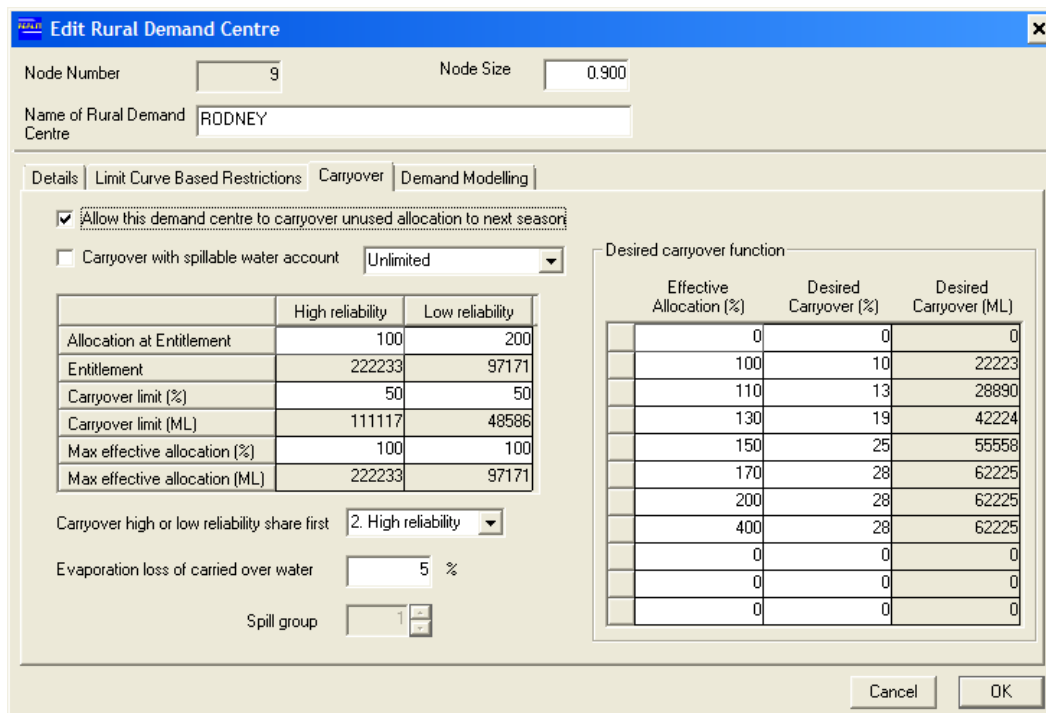 Edit Rural Demand Centre
Node Number 9 Node Size 0.900
Name of Rural Demand Centre RODNEY
Details Limit Curve Based Restrictions Carryover Demand Modelling
Allow this demand centre to carryover unused allocation to next season
Carryover with spillable water account Unlimited
High reliability Low reliability
Allocation at Entitlement 100 200
Entitlement 222233 97171
Carryover limit (%) 50 50
Carryover limit (ML) 111117 48586
Max effective allocation (%) 100 100
Max effective allocation (ML) 222233 97171
Carryover high or low reliability share first 2. High reliability
Evaporation loss of carried over water 5 %
Spill group 1
Desired carryover function
Effective Allocation (%) Desired Carryover (%) Desired Carryover (ML)
0 0 0
100 10 22223
110 13 28890
130 19 42224
150 25 55558
170 28 62225
200 28 62225
400 28 62225
0 0 0
0 0 0
0 0 0
Cancel OK